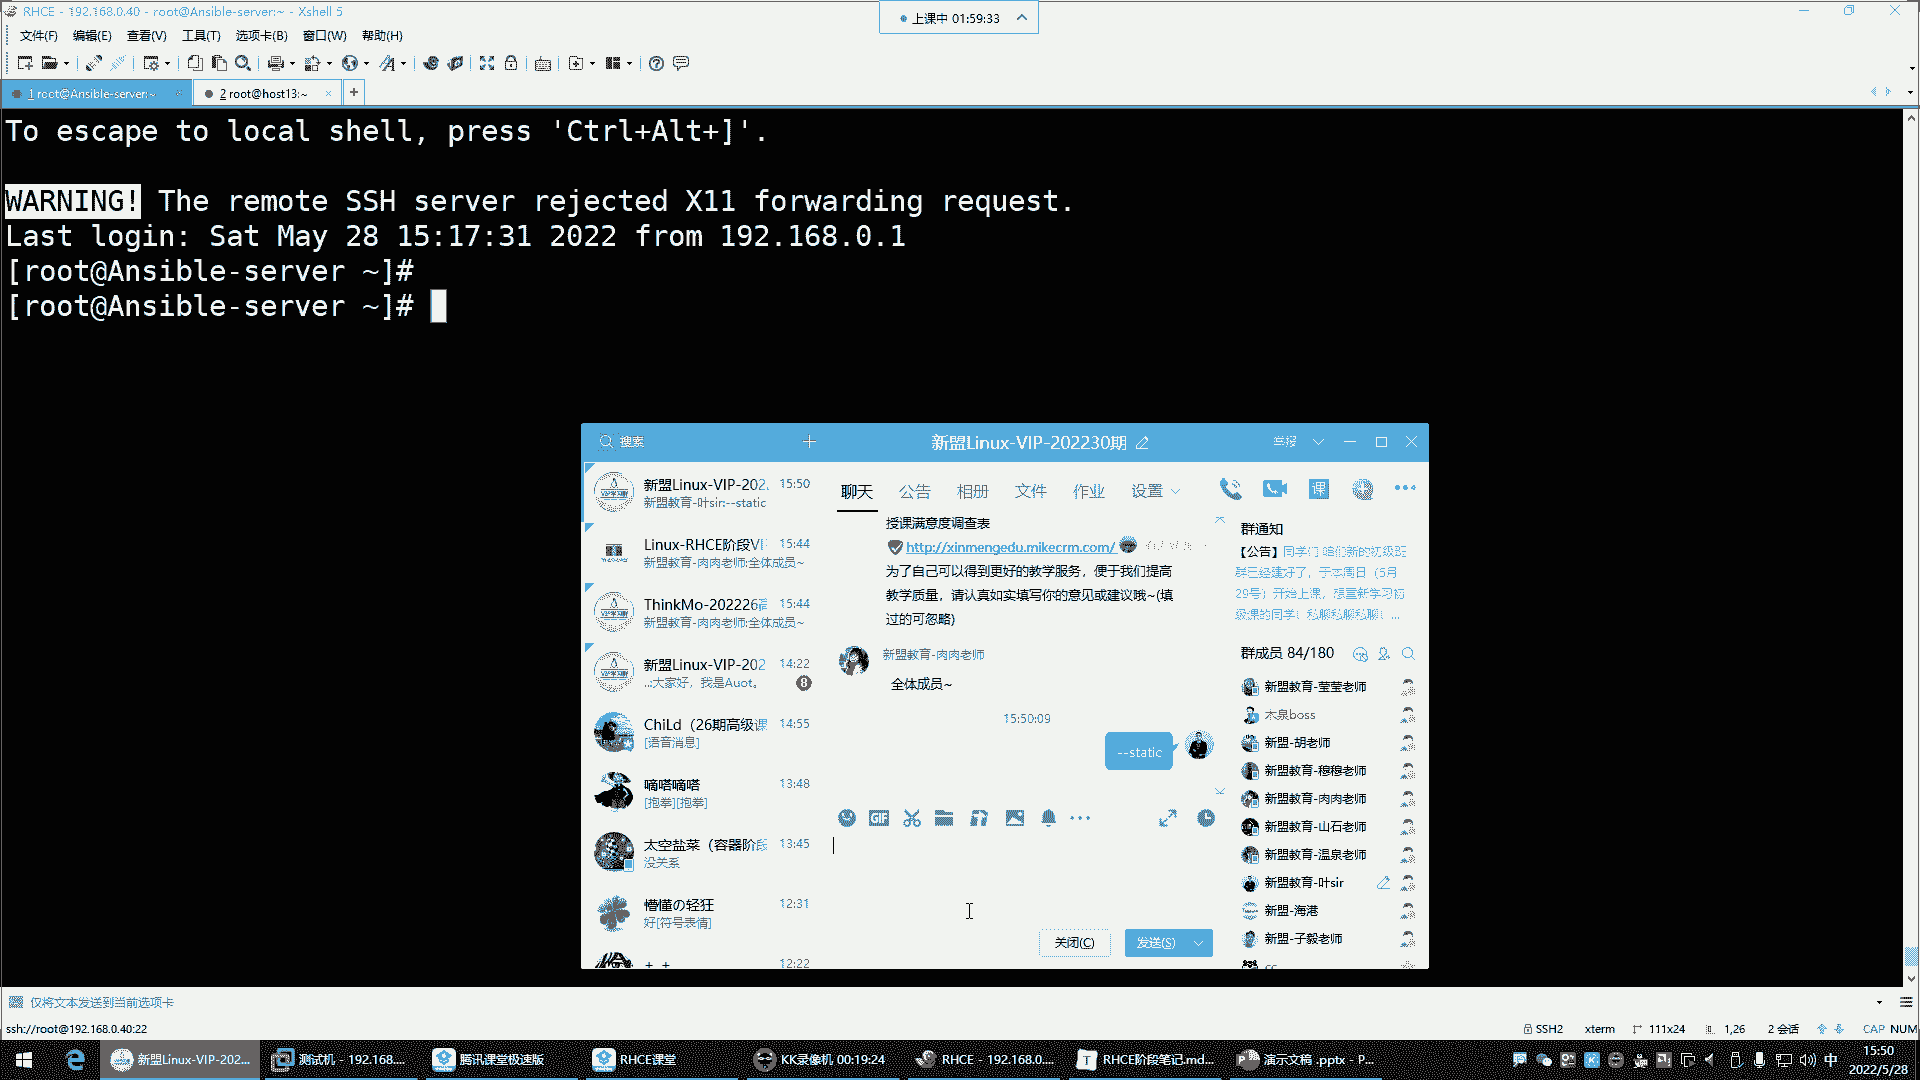 RHCE - 192.168.0.40 - root@Ansible-server:~ - Xshell 5
上课中 01:59:33
文件(F) 编辑(E) 查看(V) 工具(T) 选项卡(B) 窗口(W) 帮助(H)
1 root@Ansible-server:~ 2 root@host13:~
To escape to local shell, press 'Ctrl+Alt+]'.
WARNING! The remote SSH server rejected X11 forwarding request.
Last login: Sat May 28 15:17:31 2022 from 192.168.0.1
[root@Ansible-server ~]#
[root@Ansible-server ~]#
搜索
新盟Linux-VIP-202230期
举报
新盟Linux-VIP-202. 15:50
新盟教育-叶sir:--static
Linux-RHCE阶段VI 15:44
新盟教育-肉肉老师:全体成员~
ThinkMo-202226 15:44
新盟教育-肉肉老师:全体成员~
新盟Linux-VIP-202 14:22
...:大家好，我是Auot。 8
ChiLd（26期高级课 14:55
[语音消息]
嘀嗒嘀嗒 13:48
[抱拳][抱拳]
太空盐菜（容器阶段 13:45
没关系
懵懂の轻狂 12:31
好[符号表情]
12:22
聊天 公告 相册 文件 作业 设置
授课满意度调查表
http://xinmengedu.mikecrm.com/
为了自己可以得到更好的教学服务，便于我们提高
教学质量，请认真如实填写你的意见或建议哦~(填
过的可忽略)
新盟教育-肉肉老师
全体成员~
15:50:09
--static
GIF
关闭(C) 发送(S)
课
群通知
【公告】同学们 咱们新的初级班
群已经建好了，于本周日（5月
29号）开始上课，想重新学习初
级课的同学！私聊私聊私聊！...
群成员 84/180
新盟教育-莹莹老师
木泉boss
新盟-胡老师
新盟教育-穆穆老师
新盟教育-肉肉老师
新盟教育-山石老师
新盟教育-温泉老师
新盟教育-叶sir
新盟-海港
新盟-子毅老师
仅将文本发送到当前选项卡
ssh://root@192.168.0.40:22 SSH2 xterm 111x24 1,26 2 会话 CAP NUM
新盟Linux-VIP-202... 测试机 - 192.168.... 腾讯课堂极速版 RHCE课堂 KK录像机 00:19:24 RHCE - 192.168.0.... RHCE阶段笔记.md... 演示文稿 .pptx - P... 中 15:50
2022/5/28